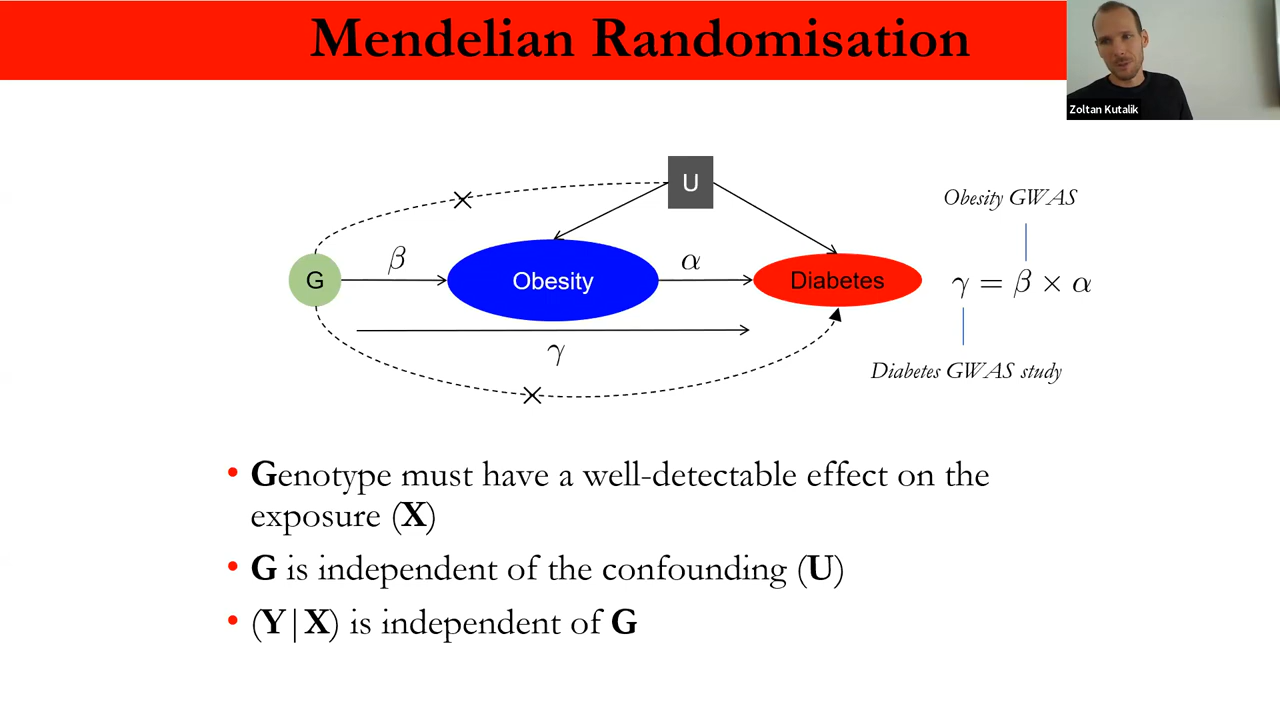 Mendelian Randomisation
Zoltan Kutalik
U
Obesity GWAS
β
α
G
Obesity
Diabetes
γ = β × α
γ
Diabetes GWAS study
• Genotype must have a well-detectable effect on the
exposure (X)
• G is independent of the confounding (U)
• (Y|X) is independent of G